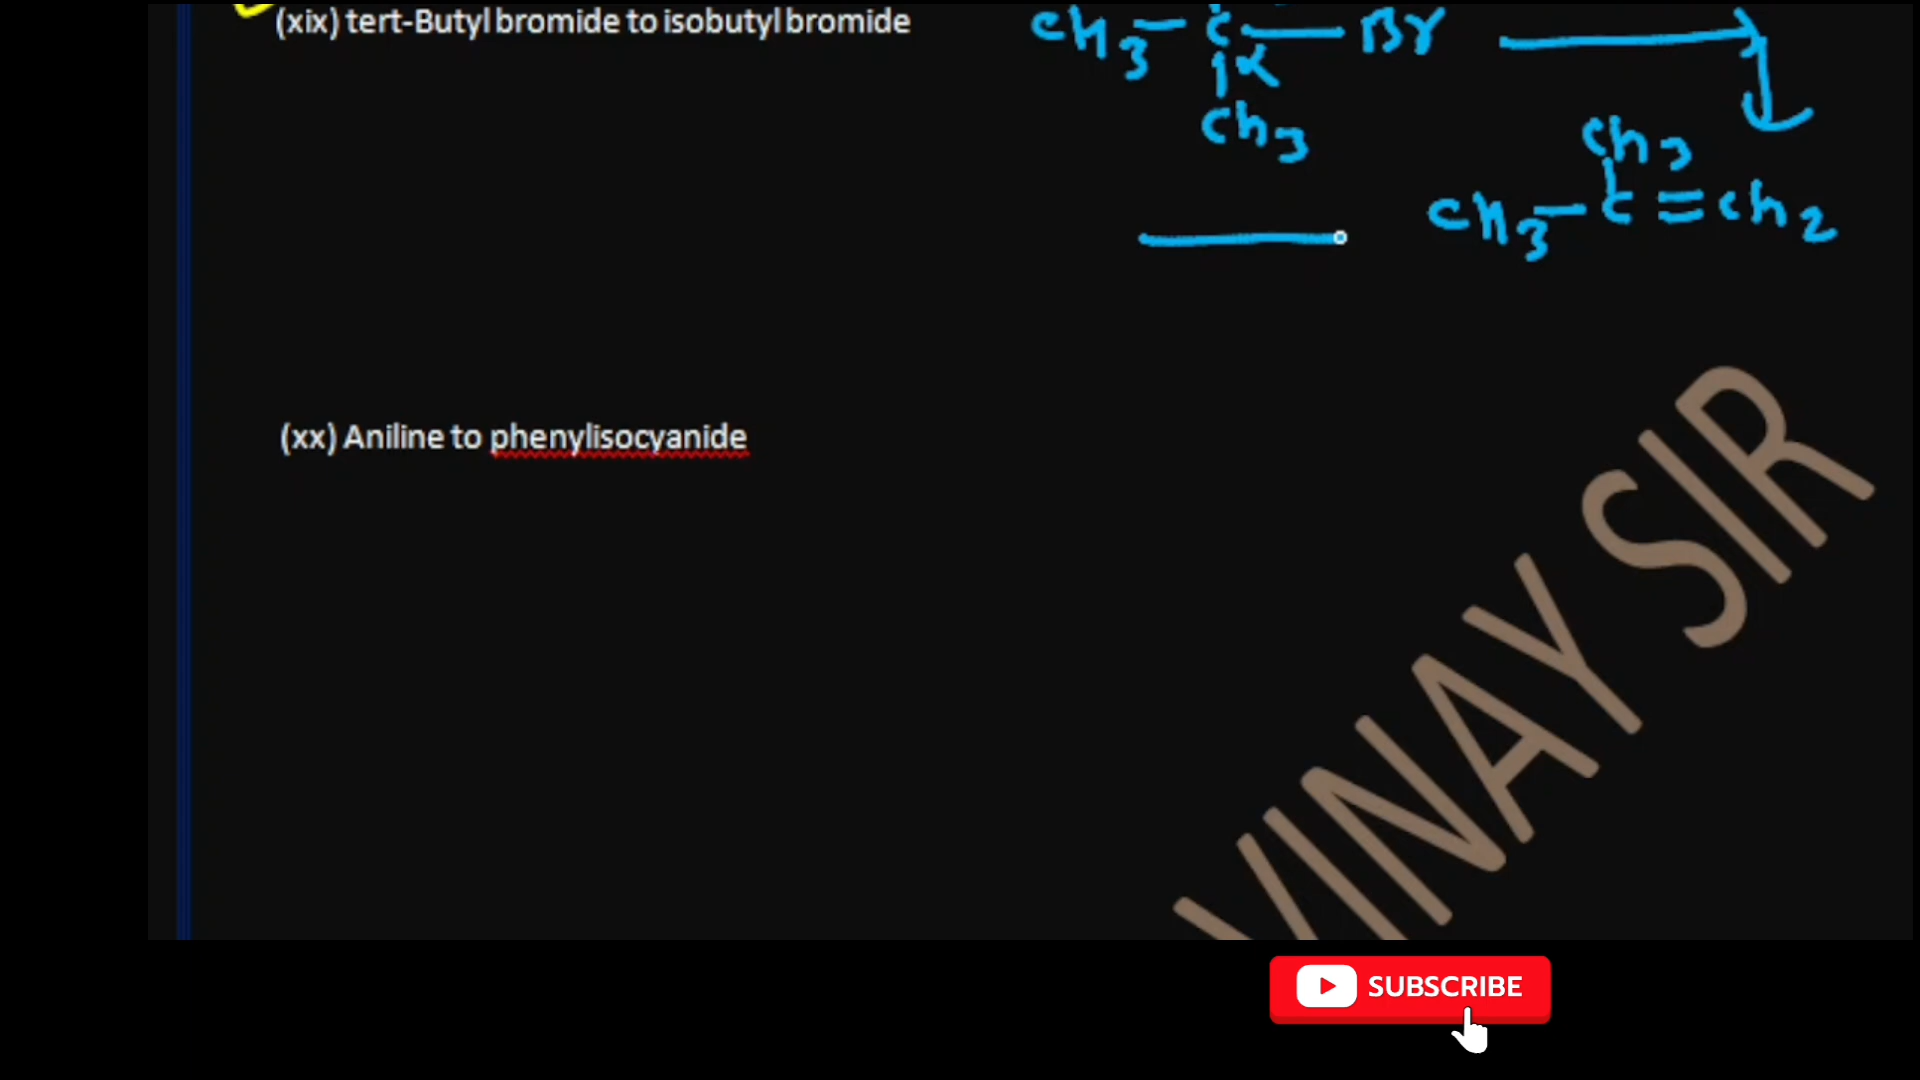 (xix) tert-Butyl bromide to isobutyl bromide
CH3 - C - Br
α
CH3
CH3
CH3 - C = CH2
(xx) Aniline to phenylisocyanide
VINAY SIR
SUBSCRIBE